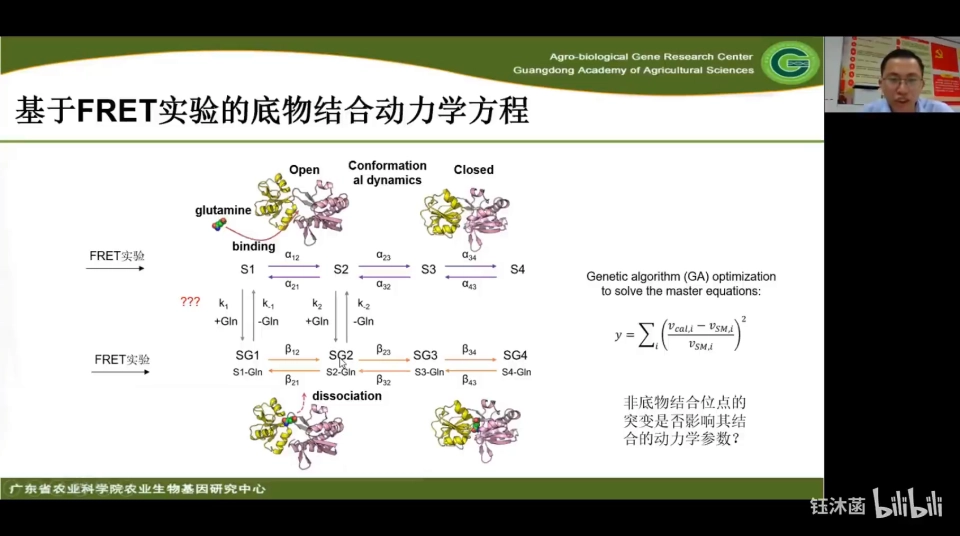 Agro-biological Gene Research Center
Guangdong Academy of Agricultural Sciences
基于FRET实验的底物结合动力学方程
Open
Conformation
al dynamics
Closed
glutamine
binding
FRET实验
α12
α23
α34
S1
S2
S3
S4
α21
α32
α43
???
k1
k-1
k2
k-2
+Gln
-Gln
+Gln
-Gln
FRET实验
β12
β23
β34
SG1
SG2
SG3
SG4
S1-Gln
S2-Gln
S3-Gln
S4-Gln
β21
β32
β43
dissociation
Genetic algorithm (GA) optimization
to solve the master equations:
y = ∑i ((vcal,i − vSM,i) / vSM,i)²
非底物结合位点的
突变是否影响其结
合的动力学参数?
广东省农业科学院农业生物基因研究中心
钰沐菡 bilibili